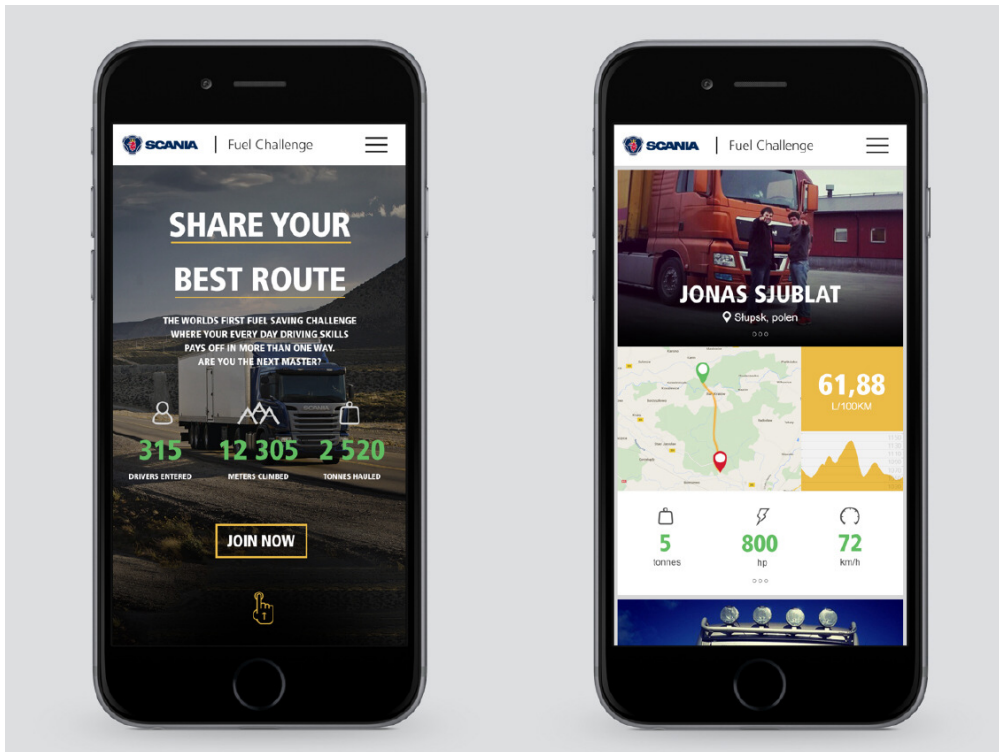 SCANIA | Fuel Challenge
SHARE YOUR
BEST ROUTE
THE WORLDS FIRST FUEL SAVING CHALLENGE
WHERE YOUR EVERY DAY DRIVING SKILLS
PAYS OFF IN MORE THAN ONE WAY.
ARE YOU THE NEXT MASTER?
SCANIA
315
DRIVERS ENTERED
12 305
METERS CLIMBED
2 520
TONNES HAULED
JOIN NOW
SCANIA | Fuel Challenge
JONAS SJUBLAT
Słupsk, polen
61,88
L/100KM
5
tonnes
800
hp
72
km/h